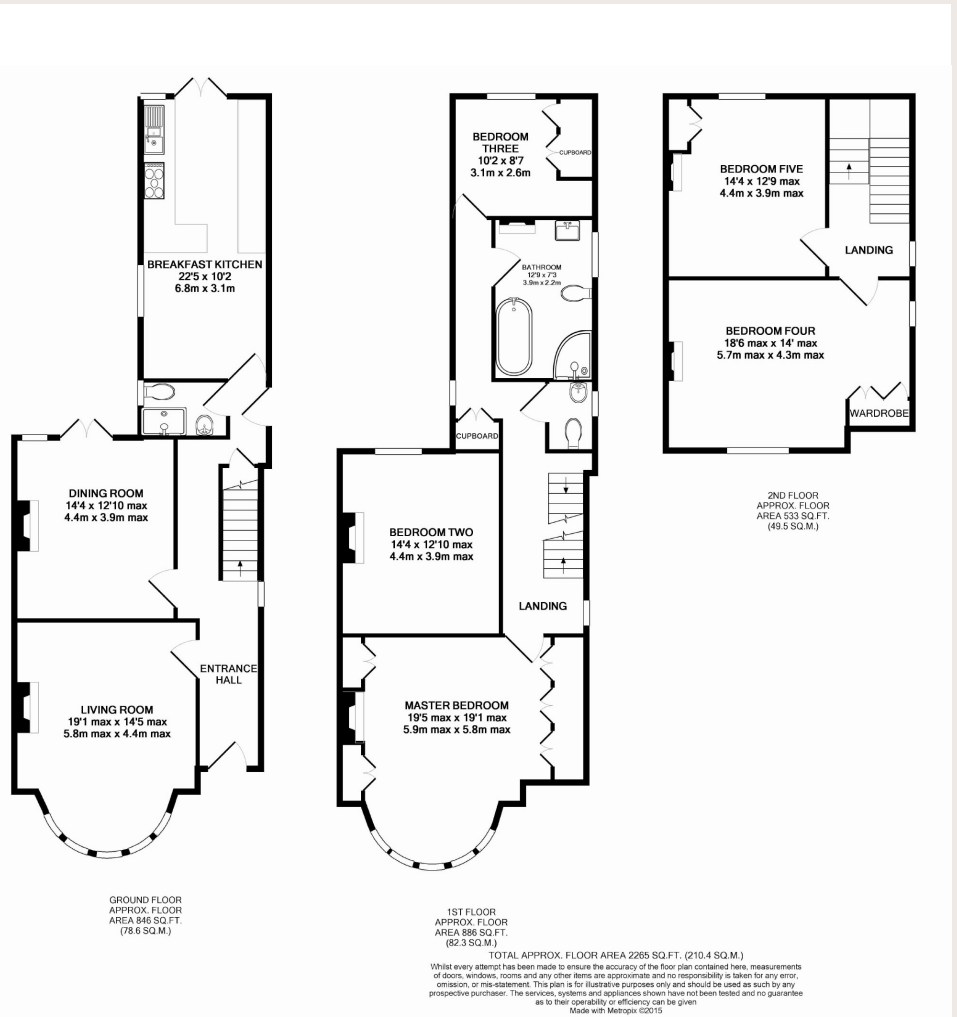 BREAKFAST KITCHEN
22'5 x 10'2
6.8m x 3.1m
DINING ROOM
14'4 x 12'10 max
4.4m x 3.9m max
ENTRANCE
HALL
LIVING ROOM
19'1 max x 14'5 max
5.8m max x 4.4m max
GROUND FLOOR
APPROX. FLOOR
AREA 846 SQ.FT.
(78.6 SQ.M.)
BEDROOM
THREE
10'2 x 8'7
3.1m x 2.6m
CUPBOARD
BATHROOM
12'9 x 7'3
3.9m x 2.2m
CUPBOARD
BEDROOM TWO
14'4 x 12'10 max
4.4m x 3.9m max
LANDING
MASTER BEDROOM
19'5 max x 19'1 max
5.9m max x 5.8m max
1ST FLOOR
APPROX. FLOOR
AREA 886 SQ.FT.
(82.3 SQ.M.)
BEDROOM FIVE
14'4 x 12'9 max
4.4m x 3.9m max
LANDING
BEDROOM FOUR
18'6 max x 14' max
5.7m max x 4.3m max
WARDROBE
2ND FLOOR
APPROX. FLOOR
AREA 533 SQ.FT.
(49.5 SQ.M.)
TOTAL APPROX. FLOOR AREA 2265 SQ.FT. (210.4 SQ.M.)
Whilst every attempt has been made to ensure the accuracy of the floor plan contained here, measurements
of doors, windows, rooms and any other items are approximate and no responsibility is taken for any error,
omission, or mis-statement. This plan is for illustrative purposes only and should be used as such by any
prospective purchaser. The services, systems and appliances shown have not been tested and no guarantee
as to their operability or efficiency can be given
Made with Metropix ©2015